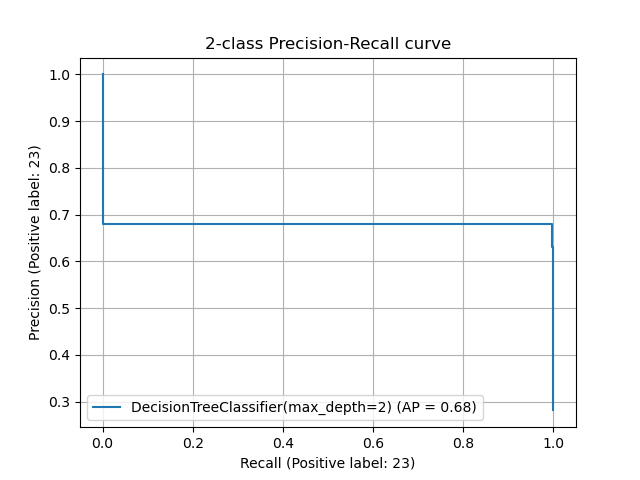 2-class Precision-Recall curve
1.0
0.9
0.8
0.7
0.6
0.5
0.4
0.3
Precision (Positive label: 23)
DecisionTreeClassifier(max_depth=2) (AP = 0.68)
0.0 0.2 0.4 0.6 0.8 1.0
Recall (Positive label: 23)